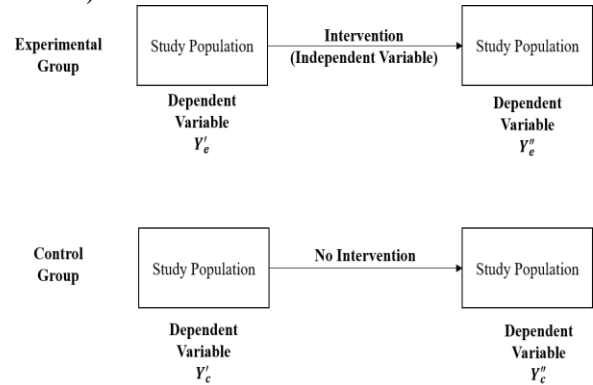 Experimental
Group
Study Population
Intervention
(Independent Variable)
Study Population
Dependent
Variable
Y′ₑ
Dependent
Variable
Y″ₑ
Control
Group
Study Population
No Intervention
Study Population
Dependent
Variable
Y′c
Dependent
Variable
Y″c